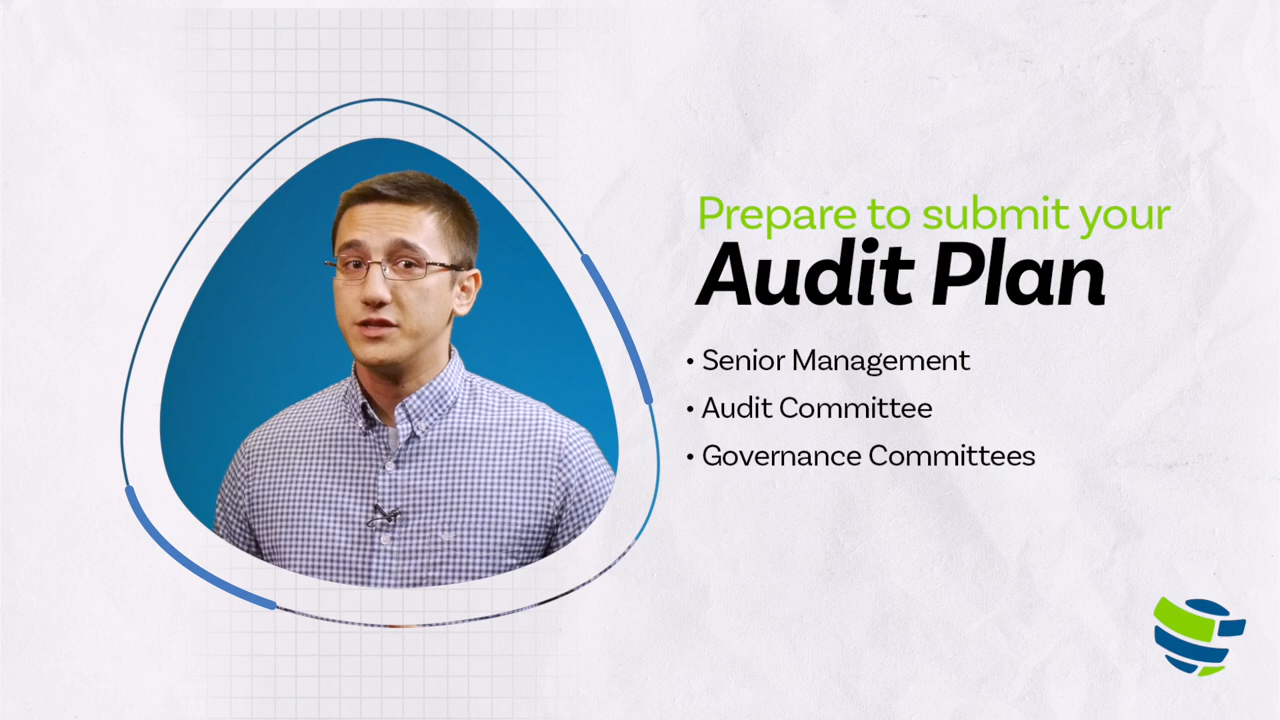 Prepare to submit your
Audit Plan
• Senior Management
• Audit Committee
• Governance Committees